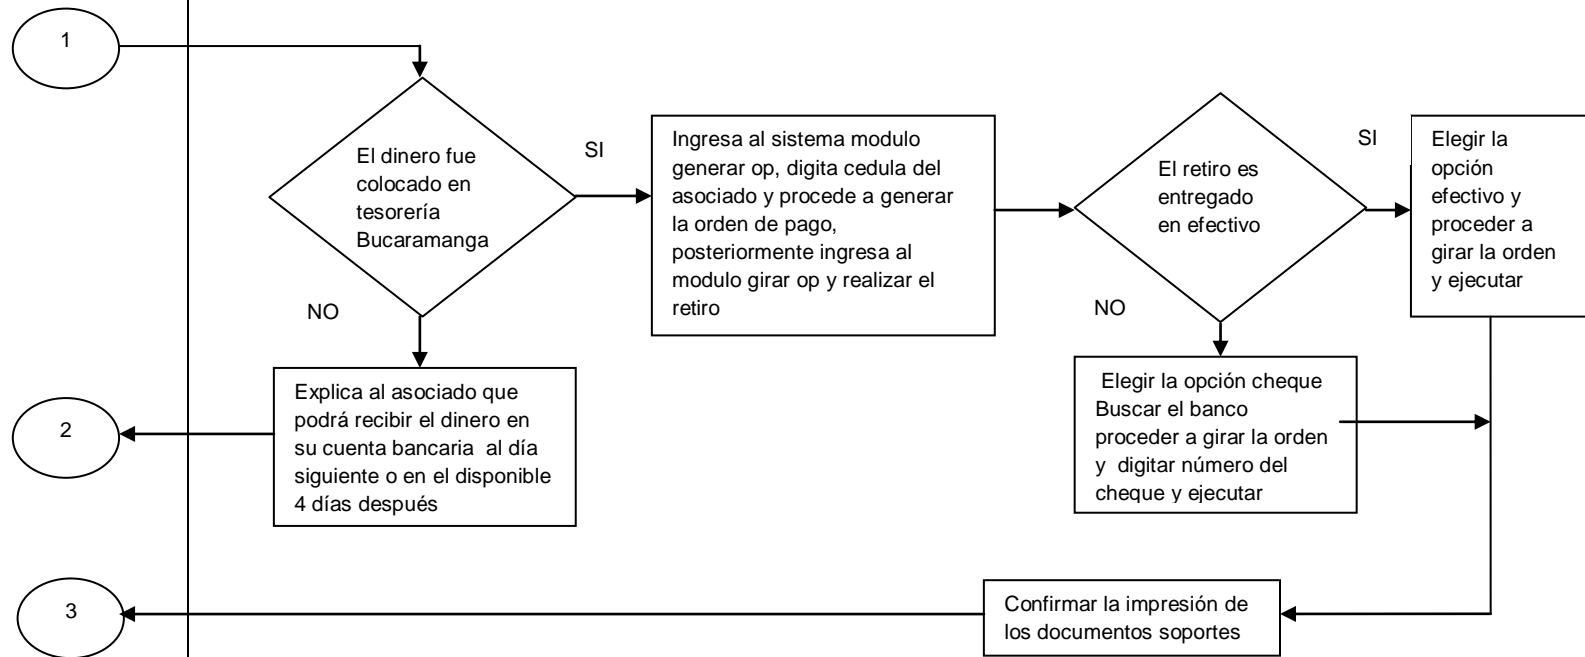 1
El dinero fue
colocado en
tesorería
Bucaramanga
SI
NO
Ingresa al sistema modulo
generar op, digita cedula del
asociado y procede a generar
la orden de pago,
posteriormente ingresa al
modulo girar op y realizar el
retiro
El retiro es
entregado
en efectivo
SI
NO
Elegir la
opción
efectivo y
proceder a
girar la orden
y ejecutar
Explica al asociado que
podrá recibir el dinero en
su cuenta bancaria al día
siguiente o en el disponible
4 días después
2
Elegir la opción cheque
Buscar el banco
proceder a girar la orden
y digitar número del
cheque y ejecutar
Confirmar la impresión de
los documentos soportes
3